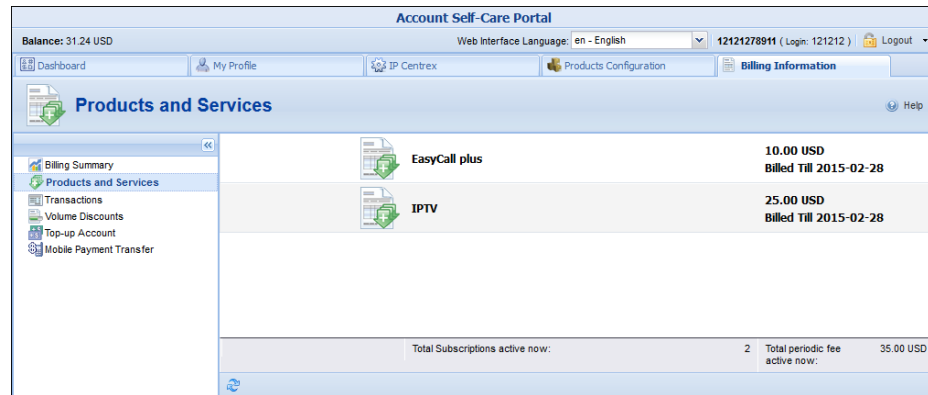 Account Self-Care Portal
Balance: 31.24 USD
Web Interface Language: en - English
12121278911 ( Login: 121212 )
Logout
Dashboard
My Profile
IP Centrex
Products Configuration
Billing Information
Products and Services
Help
Billing Summary
Products and Services
Transactions
Volume Discounts
Top-up Account
Mobile Payment Transfer
EasyCall plus
10.00 USD
Billed Till 2015-02-28
IPTV
25.00 USD
Billed Till 2015-02-28
Total Subscriptions active now: 2
Total periodic fee 35.00 USD
active now: